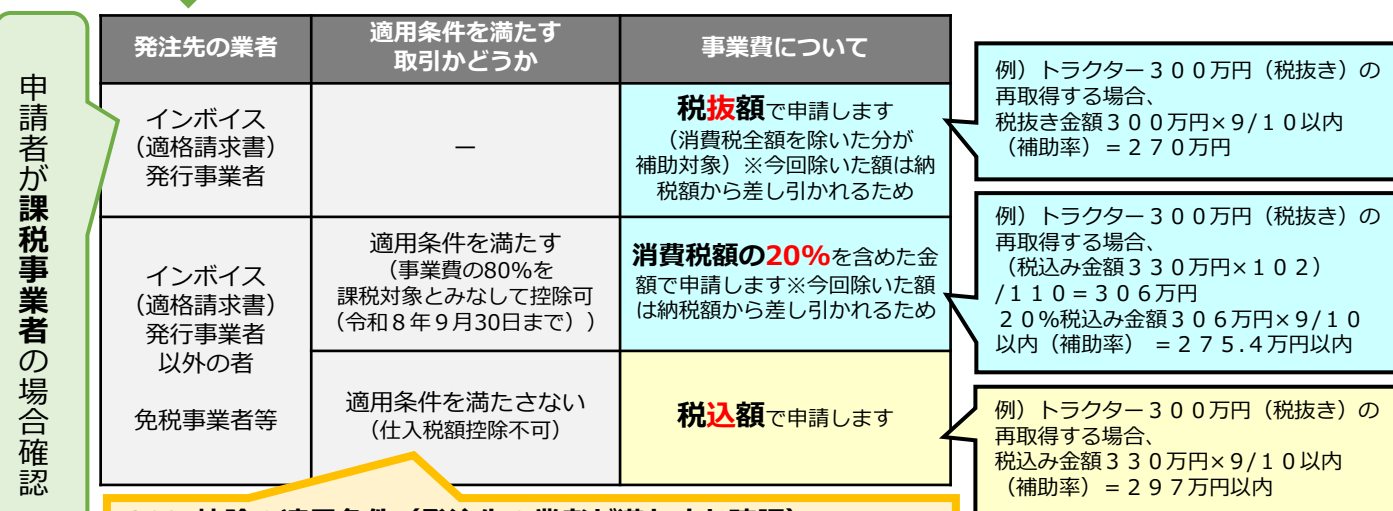 申請者が課税事業者の場合確認
発注先の業者
適用条件を満たす
取引かどうか
事業費について
インボイス
（適格請求書）
発行事業者
―
税抜額で申請します
（消費税全額を除いた分が
補助対象）※今回除いた額は納
税額から差し引かれるため
例）トラクター３００万円（税抜き）の
再取得する場合、
税抜き金額３００万円×9/10以内
（補助率）＝270万円
インボイス
（適格請求書）
発行事業者
以外の者
免税事業者等
適用条件を満たす
（事業費の80%を
課税対象とみなして控除可
（令和８年９月30日まで））
消費税額の20%を含めた金
額で申請します※今回除いた額
は納税額から差し引かれるため
例）トラクター３００万円（税抜き）の
再取得する場合、
（税込み金額３３０万円×１０２）
/１１０＝３０６万円
２０%税込み金額３０６万円×９/１０
以内（補助率） ＝２７５.４万円以内
適用条件を満たさない
（仕入税額控除不可）
税込額で申請します
例）トラクター３００万円（税抜き）の
再取得する場合、
税込み金額３３０万円×９/１０以内
（補助率）＝２９７万円以内